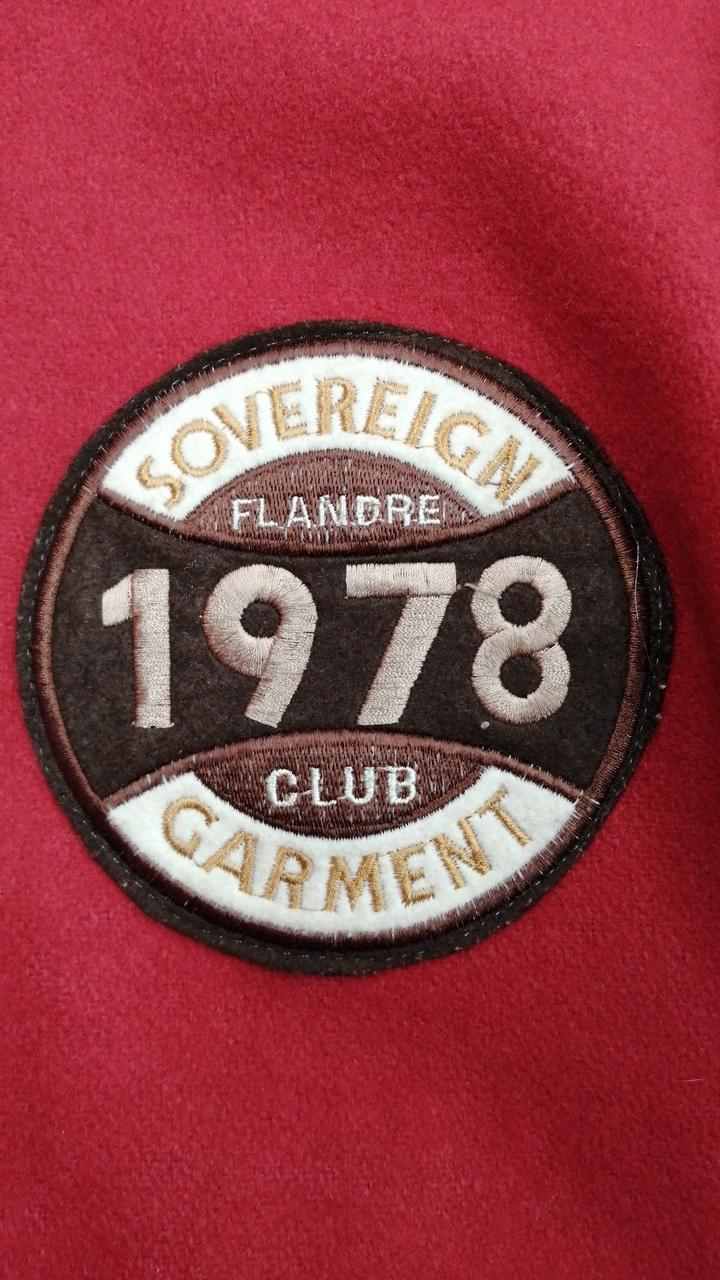 SOVEREIGN
FLANDRE
1978
CLUB
GARMENT